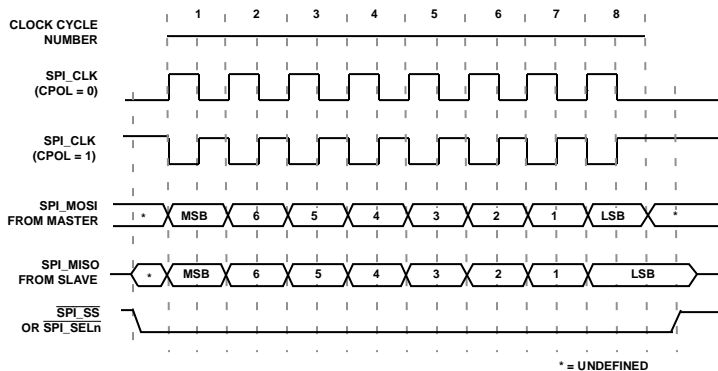 1 2 3 4 5 6 7 8
CLOCK CYCLE
NUMBER
SPI_CLK
(CPOL = 0)
SPI_CLK
(CPOL = 1)
SPI_MOSI
FROM MASTER
* MSB 6 5 4 3 2 1 LSB *
SPI_MISO
FROM SLAVE
* MSB 6 5 4 3 2 1 LSB
SPI_SS
OR SPI_SELn
* = UNDEFINED